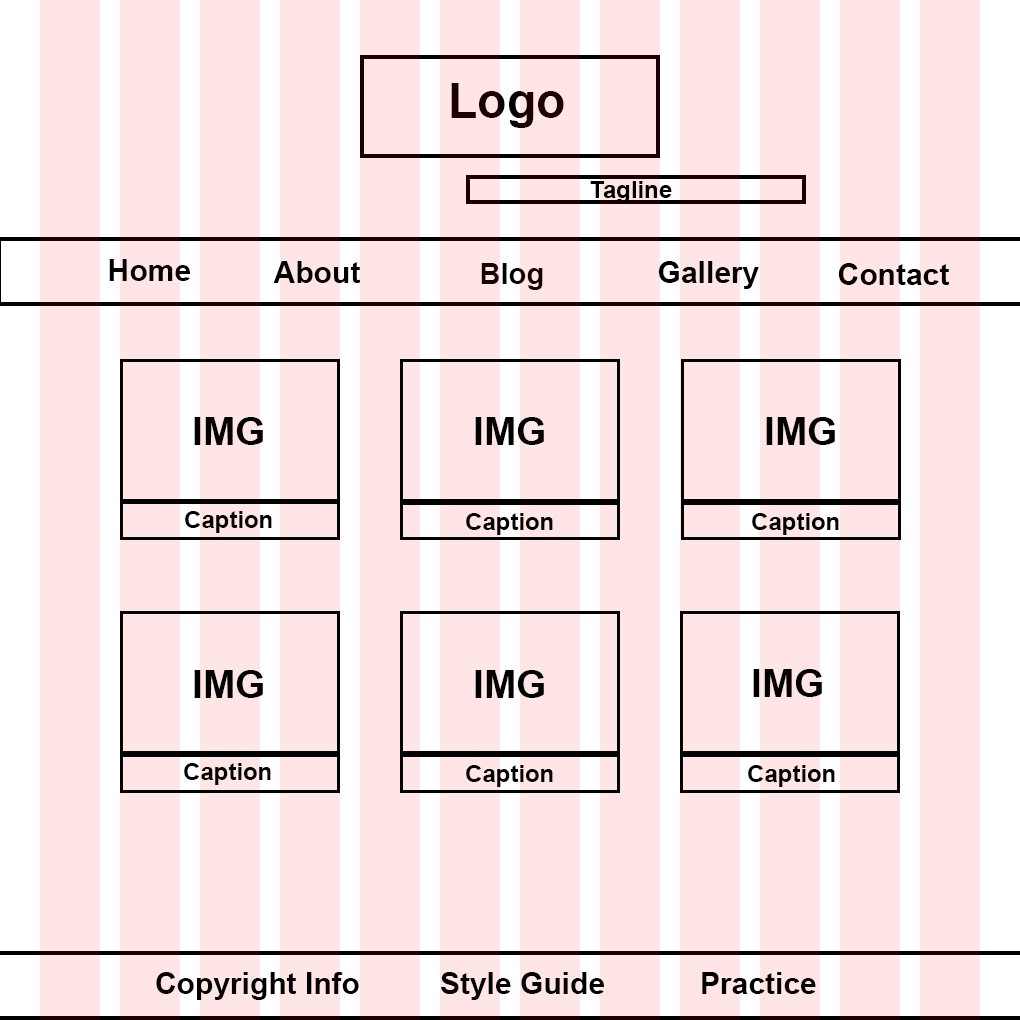 Logo
Tagline
Home About Blog Gallery Contact
IMG IMG IMG
Caption Caption Caption
IMG IMG IMG
Caption Caption Caption
Copyright Info Style Guide Practice